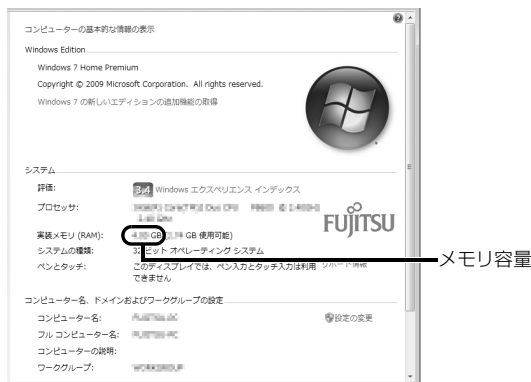 コンピューターの基本的な情報の表示
Windows Edition
Windows 7 Home Premium
Copyright © 2009 Microsoft Corporation. All rights reserved.
Windows 7 の新しいエディションの追加機能の取得
システム
評価:
3.4 Windows エクスペリエンス インデックス
プロセッサ:
FUJITSU
実装メモリ (RAM): GB GB 使用可能)
システムの種類: 32 ビット オペレーティング システム
メモリ容量
ペンとタッチ: このディスプレイでは、ペン入力とタッチ入力は利用できません
サポート情報
コンピューター名、ドメインおよびワークグループの設定
コンピューター名:
設定の変更
フル コンピューター名:
コンピューターの説明:
ワークグループ: